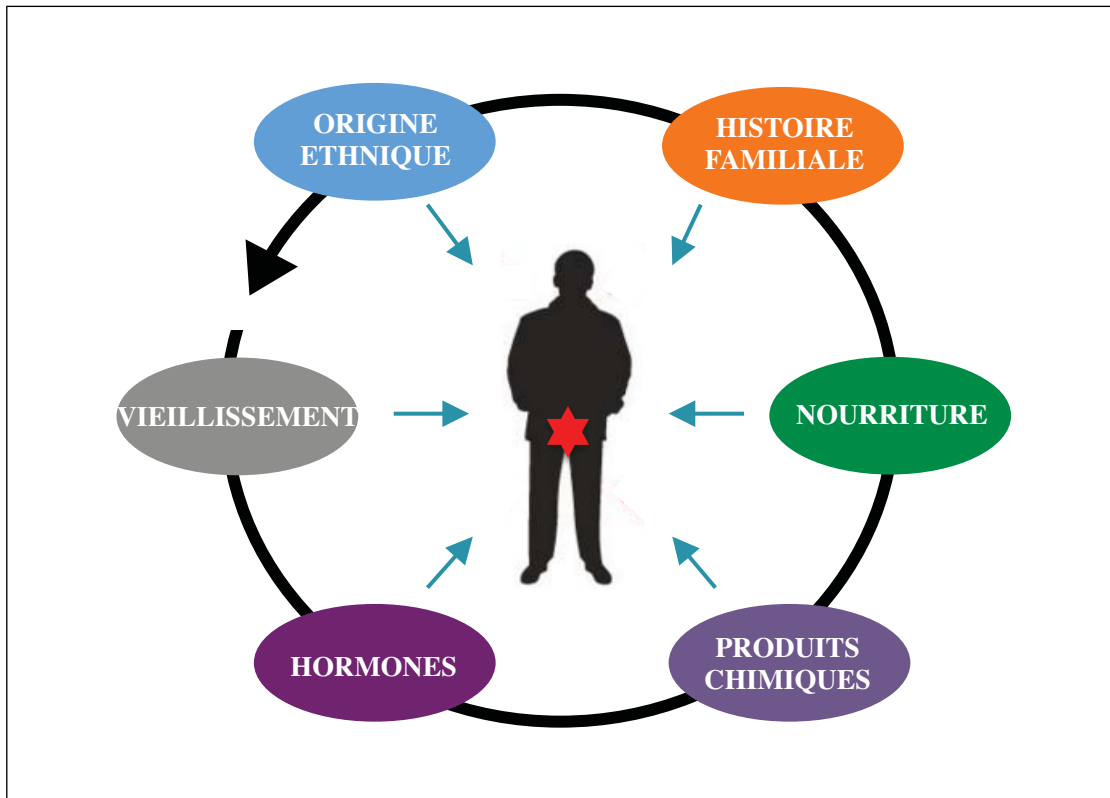 ORIGINE
ETHNIQUE
HISTOIRE
FAMILIALE
VIEILLISSEMENT
NOURRITURE
HORMONES
PRODUITS
CHIMIQUES